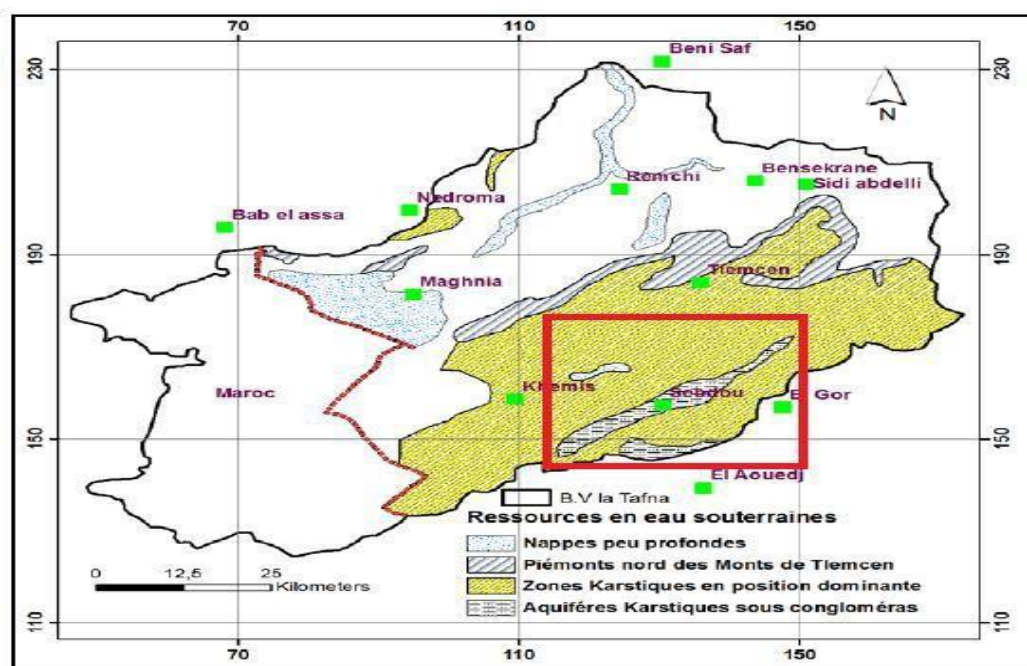 70 110 150
Beni Saf
230 230
N
Bensekrane
Remchi
Sidi abdelli
Nedroma
Bab el assa
190 190
Tlemcen
Maghnia
Maroc
Khemis
Sebdou
El Gor
150 150
El Aouedj
B.V la Tafna
Ressources en eau souterraines
Nappes peu profondes
Piémonts nord des Monts de Tlemcen
Zones Karstiques en position dominante
Aquiféres Karstiques sous congloméras
0 12,5 25
Kilometers
110 110
70 110 150